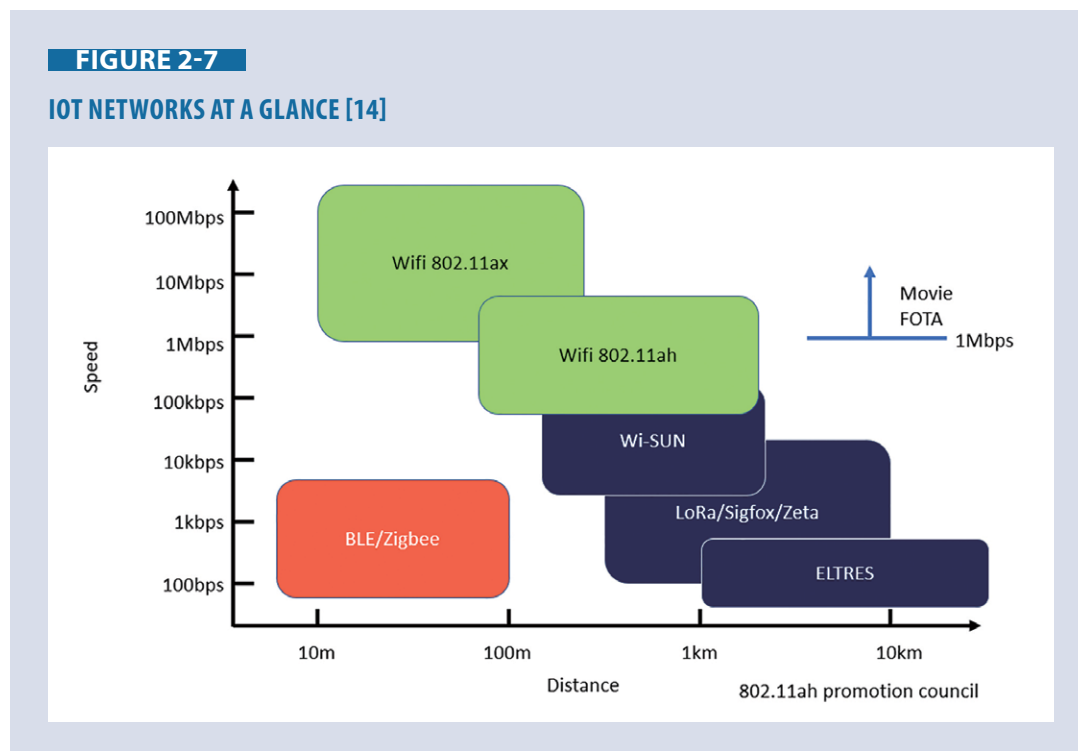 FIGURE 2-7
IOT NETWORKS AT A GLANCE [14]
100Mbps
10Mbps
1Mbps
100kbps
10kbps
1kbps
100bps
Speed
Wifi 802.11ax
Wifi 802.11ah
Wi-SUN
LoRa/Sigfox/Zeta
BLE/Zigbee
ELTRES
Movie
FOTA
1Mbps
10m
100m
1km
10km
Distance
802.11ah promotion council